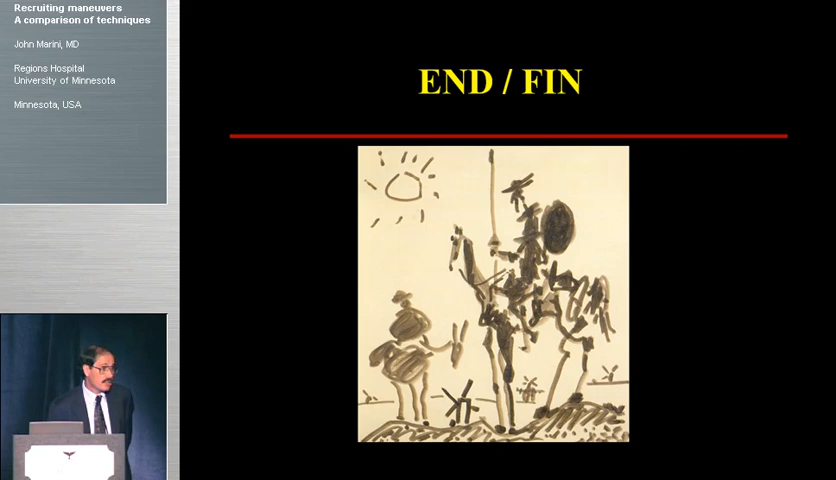 Recruiting maneuvers
A comparison of techniques
John Marini, MD
Regions Hospital
University of Minnesota
Minnesota, USA
END / FIN